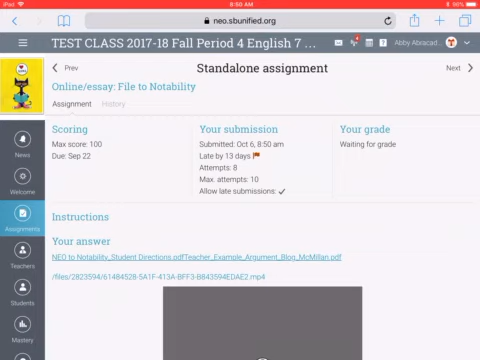 iPad
8:50 AM
86%
neo.sbunified.org
TEST CLASS 2017-18 Fall Period 4 English 7 ...
Abby Abracad...
Prev
Standalone assignment
Next
Online/essay: File to Notability
Assignment
History
Scoring
Max score: 100
Due: Sep 22
Your submission
Submitted: Oct 6, 8:50 am
Late by 13 days
Attempts: 8
Max. attempts: 10
Allow late submissions:
Your grade
Waiting for grade
News
Welcome
Assignments
Teachers
Students
Mastery
Instructions
Your answer
NEO to Notability_Student Directions.pdfTeacher_Example_Argument_Blog_McMillan.pdf
/files/2823594/61484528-5A1F-413A-BFF3-B843594EDAE2.mp4